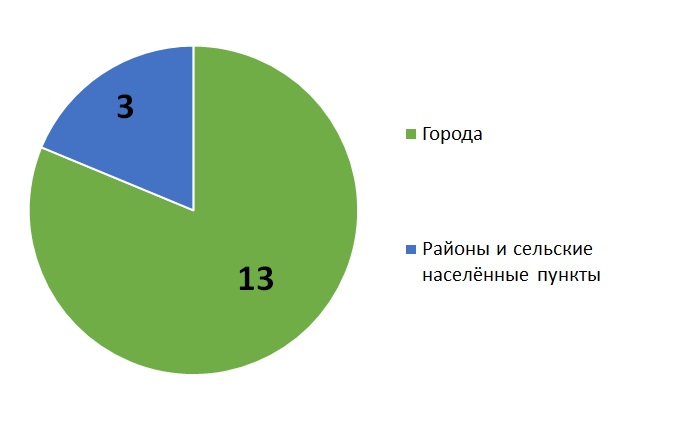 3
Города
Районы и сельские
населённые пункты
13